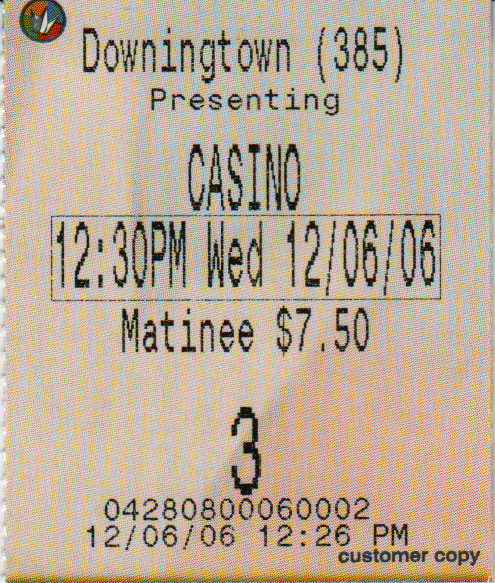 Downingtown (385)
Presenting
CASINO
12:30PM Wed 12/06/06
Matinee $7.50
3
04280800060002
12/06/06 12:26 PM
customer copy